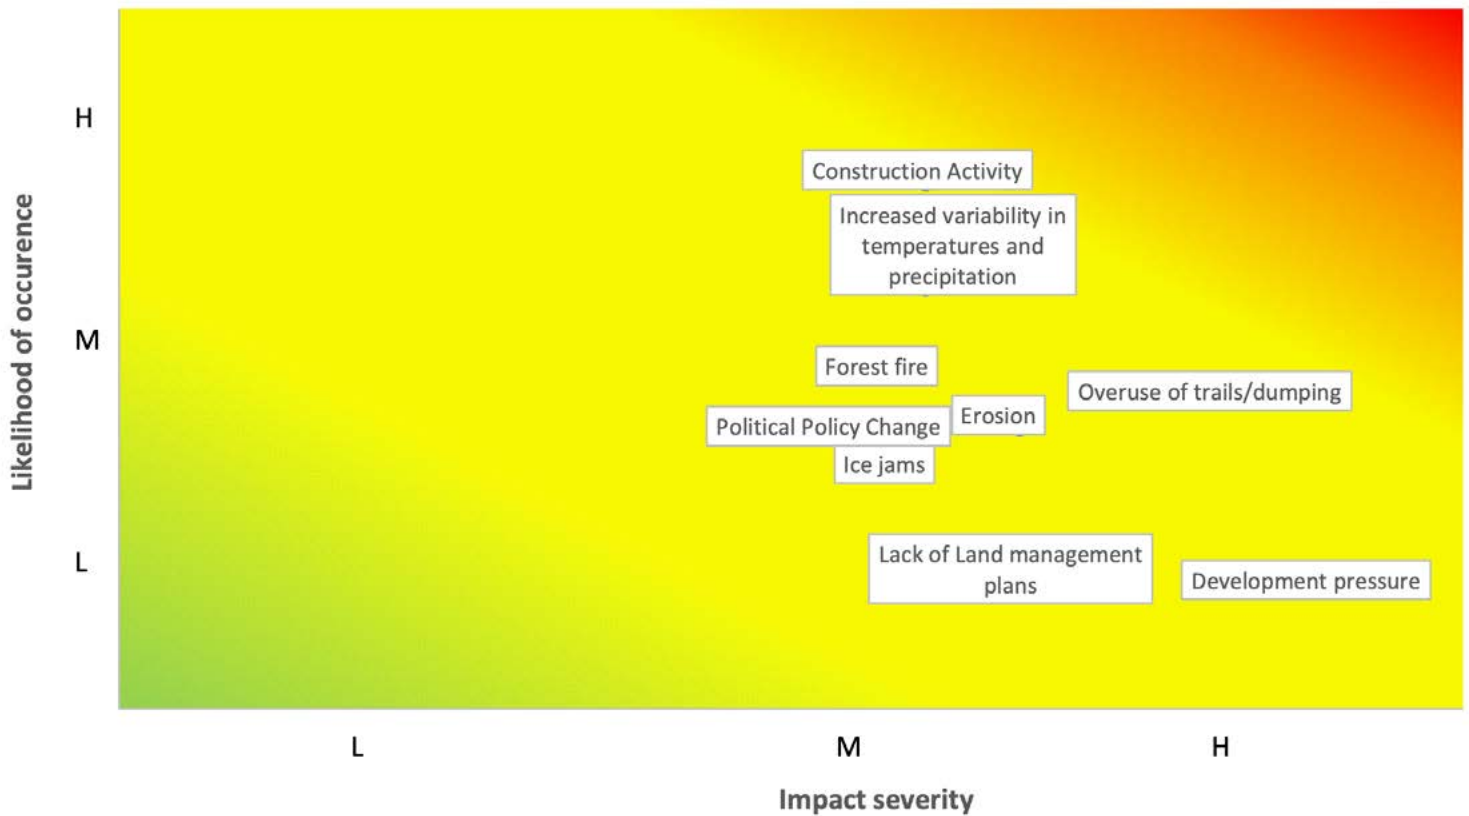 Likelihood of occurence
H
M
L
Construction Activity
Increased variability in
temperatures and
precipitation
Forest fire
Overuse of trails/dumping
Erosion
Political Policy Change
Ice jams
Lack of Land management
plans
Development pressure
L
M
H
Impact severity